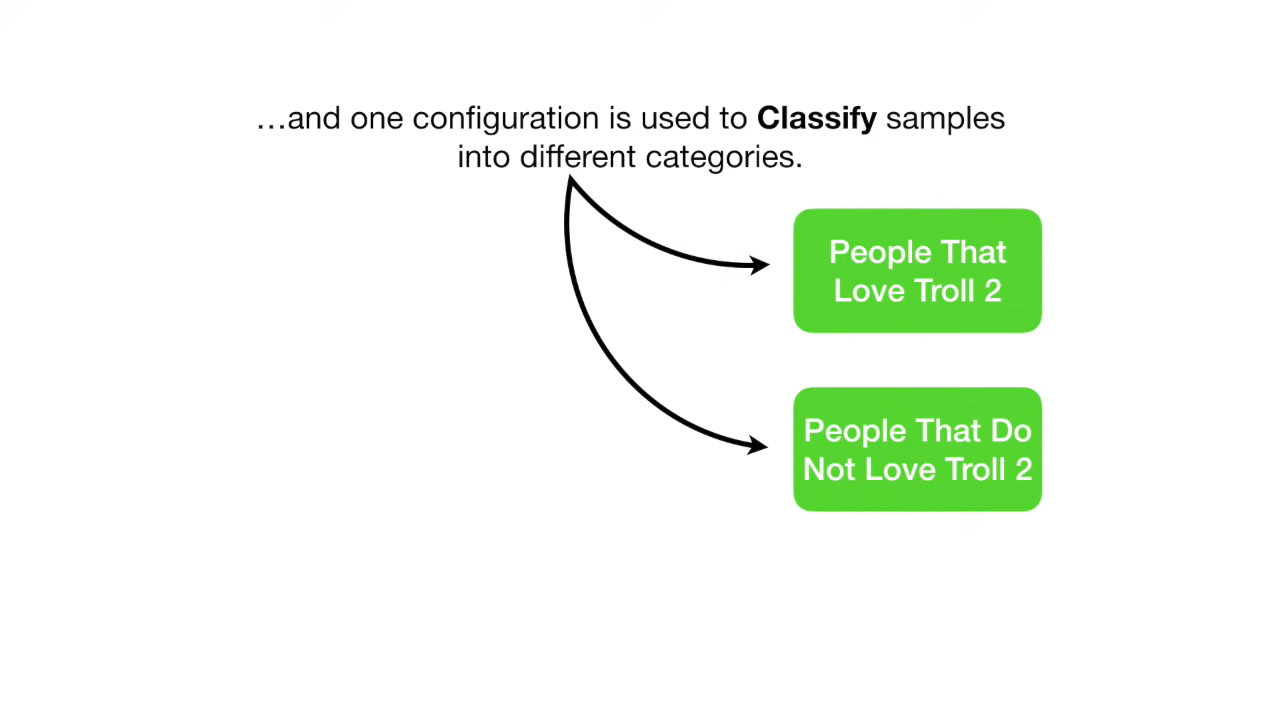 …and one configuration is used to Classify samples
into different categories.
People That
Love Troll 2
People That Do
Not Love Troll 2